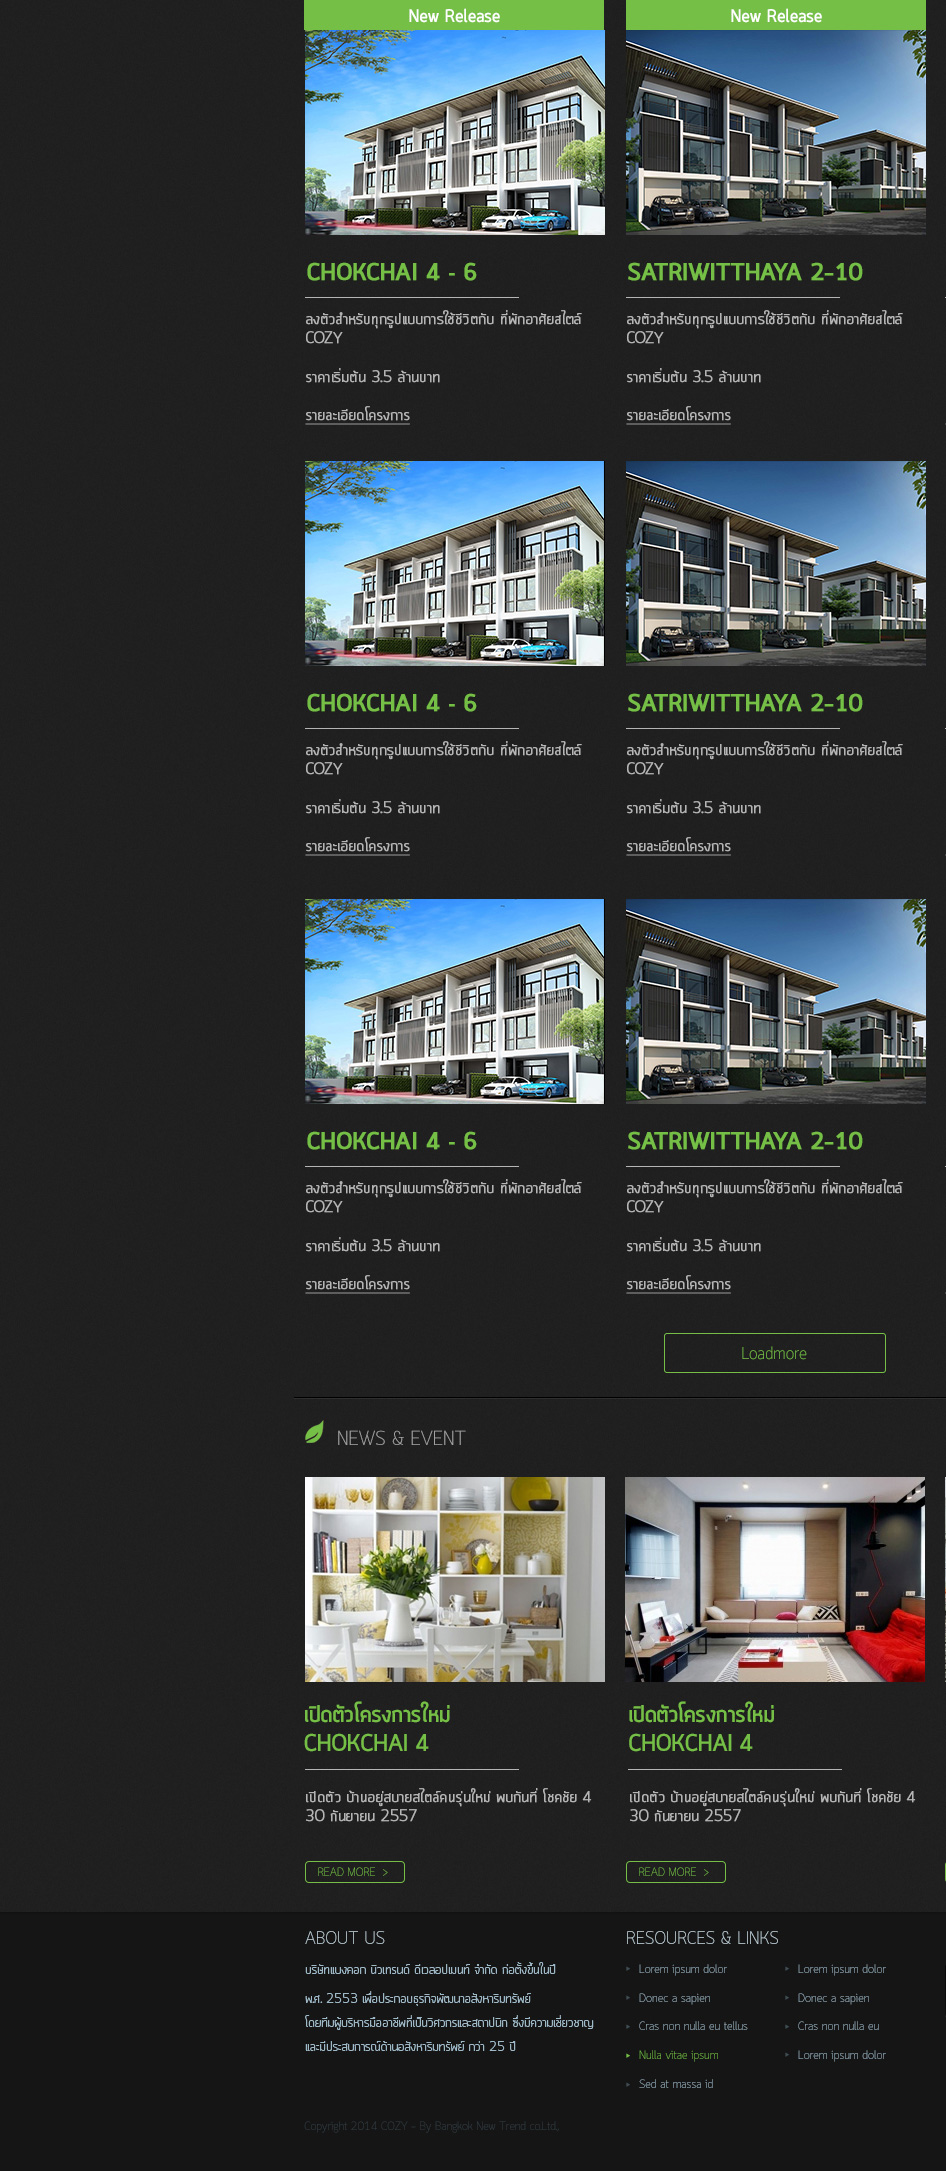 New Release
New Release
CHOKCHAI 4 - 6
SATRIWITTHAYA 2-10
ลงตัวสำหรับทุกรูปแบบการใช้ชีวิตกับ ที่พักอาศัยสไตล์
COZY
ลงตัวสำหรับทุกรูปแบบการใช้ชีวิตกับ ที่พักอาศัยสไตล์
COZY
ราคาเริ่มต้น 3.5 ล้านบาท
ราคาเริ่มต้น 3.5 ล้านบาท
รายละเอียดโครงการ
รายละเอียดโครงการ
CHOKCHAI 4 - 6
SATRIWITTHAYA 2-10
ลงตัวสำหรับทุกรูปแบบการใช้ชีวิตกับ ที่พักอาศัยสไตล์
COZY
ลงตัวสำหรับทุกรูปแบบการใช้ชีวิตกับ ที่พักอาศัยสไตล์
COZY
ราคาเริ่มต้น 3.5 ล้านบาท
ราคาเริ่มต้น 3.5 ล้านบาท
รายละเอียดโครงการ
รายละเอียดโครงการ
CHOKCHAI 4 - 6
SATRIWITTHAYA 2-10
ลงตัวสำหรับทุกรูปแบบการใช้ชีวิตกับ ที่พักอาศัยสไตล์
COZY
ลงตัวสำหรับทุกรูปแบบการใช้ชีวิตกับ ที่พักอาศัยสไตล์
COZY
ราคาเริ่มต้น 3.5 ล้านบาท
ราคาเริ่มต้น 3.5 ล้านบาท
รายละเอียดโครงการ
รายละเอียดโครงการ
Loadmore
NEWS & EVENT
เปิดตัวโครงการใหม่
CHOKCHAI 4
เปิดตัวโครงการใหม่
CHOKCHAI 4
เปิดตัว บ้านอยู่สบายสไตล์คนรุ่นใหม่ พบกันที่ โชคชัย 4
30 กันยายน 2557
เปิดตัว บ้านอยู่สบายสไตล์คนรุ่นใหม่ พบกันที่ โชคชัย 4
30 กันยายน 2557
READ MORE >
READ MORE >
ABOUT US
บริษัทแบงคอก นิวเทรนด์ ดีเวลอปเมนท์ จำกัด ก่อตั้งขึ้นในปี
พ.ศ. 2553 เพื่อประกอบธุรกิจพัฒนาอสังหาริมทรัพย์
โดยทีมผู้บริหารมืออาชีพที่เป็นวิศวกรและสถาปนิก ซึ่งมีความเชี่ยวชาญ
และมีประสบการณ์ด้านอสังหาริมทรัพย์ กว่า 25 ปี
RESOURCES & LINKS
Lorem ipsum dolor
Donec a sapien
Cras non nulla eu tellus
Nulla vitae ipsum
Sed at massa id
Lorem ipsum dolor
Donec a sapien
Cras non nulla eu
Lorem ipsum dolor
Copyright 2014 COZY - By Bangkok New Trend co.Ltd.,